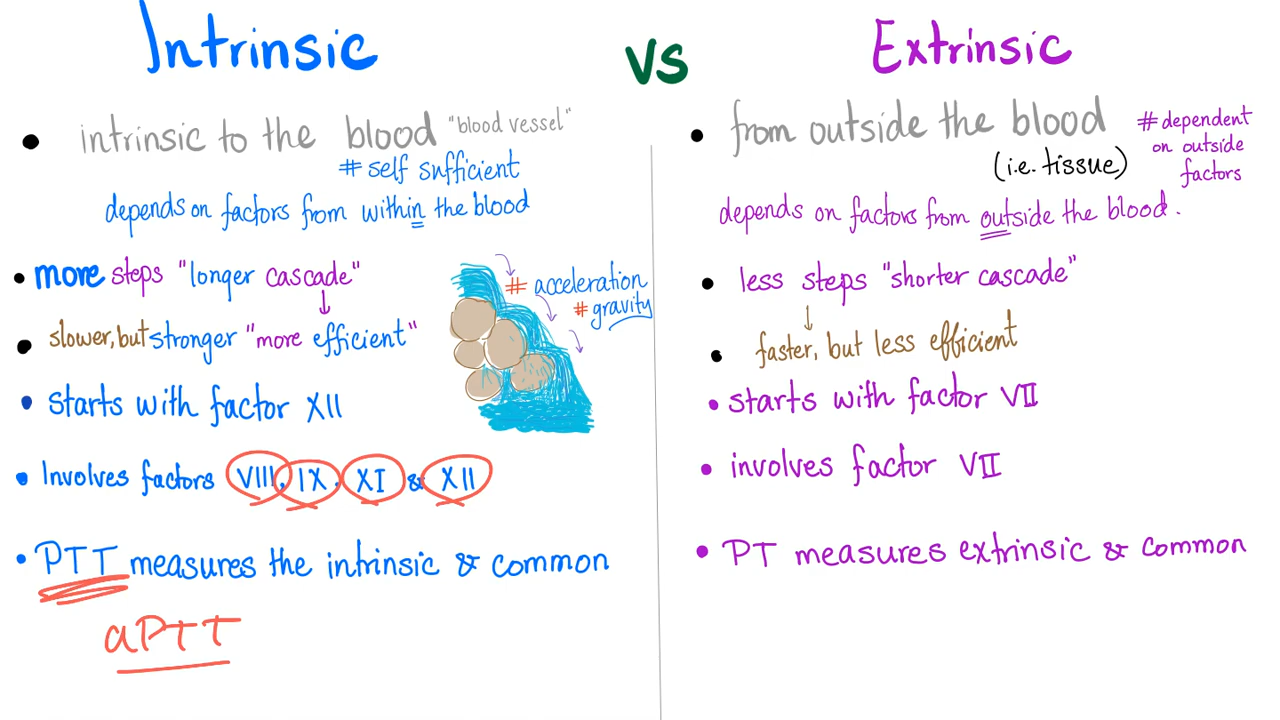 Intrinsic
vs
Extrinsic
• intrinsic to the blood "blood vessel"
# self sufficient
depends on factors from within the blood
• more steps "longer cascade"
• slower, but stronger "more efficient"
# acceleration
# gravity
• starts with factor XII
• Involves factors VIII, IX, XI & XII
• PTT measures the intrinsic & common
aPTT
• from outside the blood
(i.e. tissue)
# dependent
on outside
factors
depends on factors from outside the blood.
• less steps "shorter cascade"
• faster, but less efficient
• starts with factor VII
• involves factor VII
• PT measures extrinsic & common